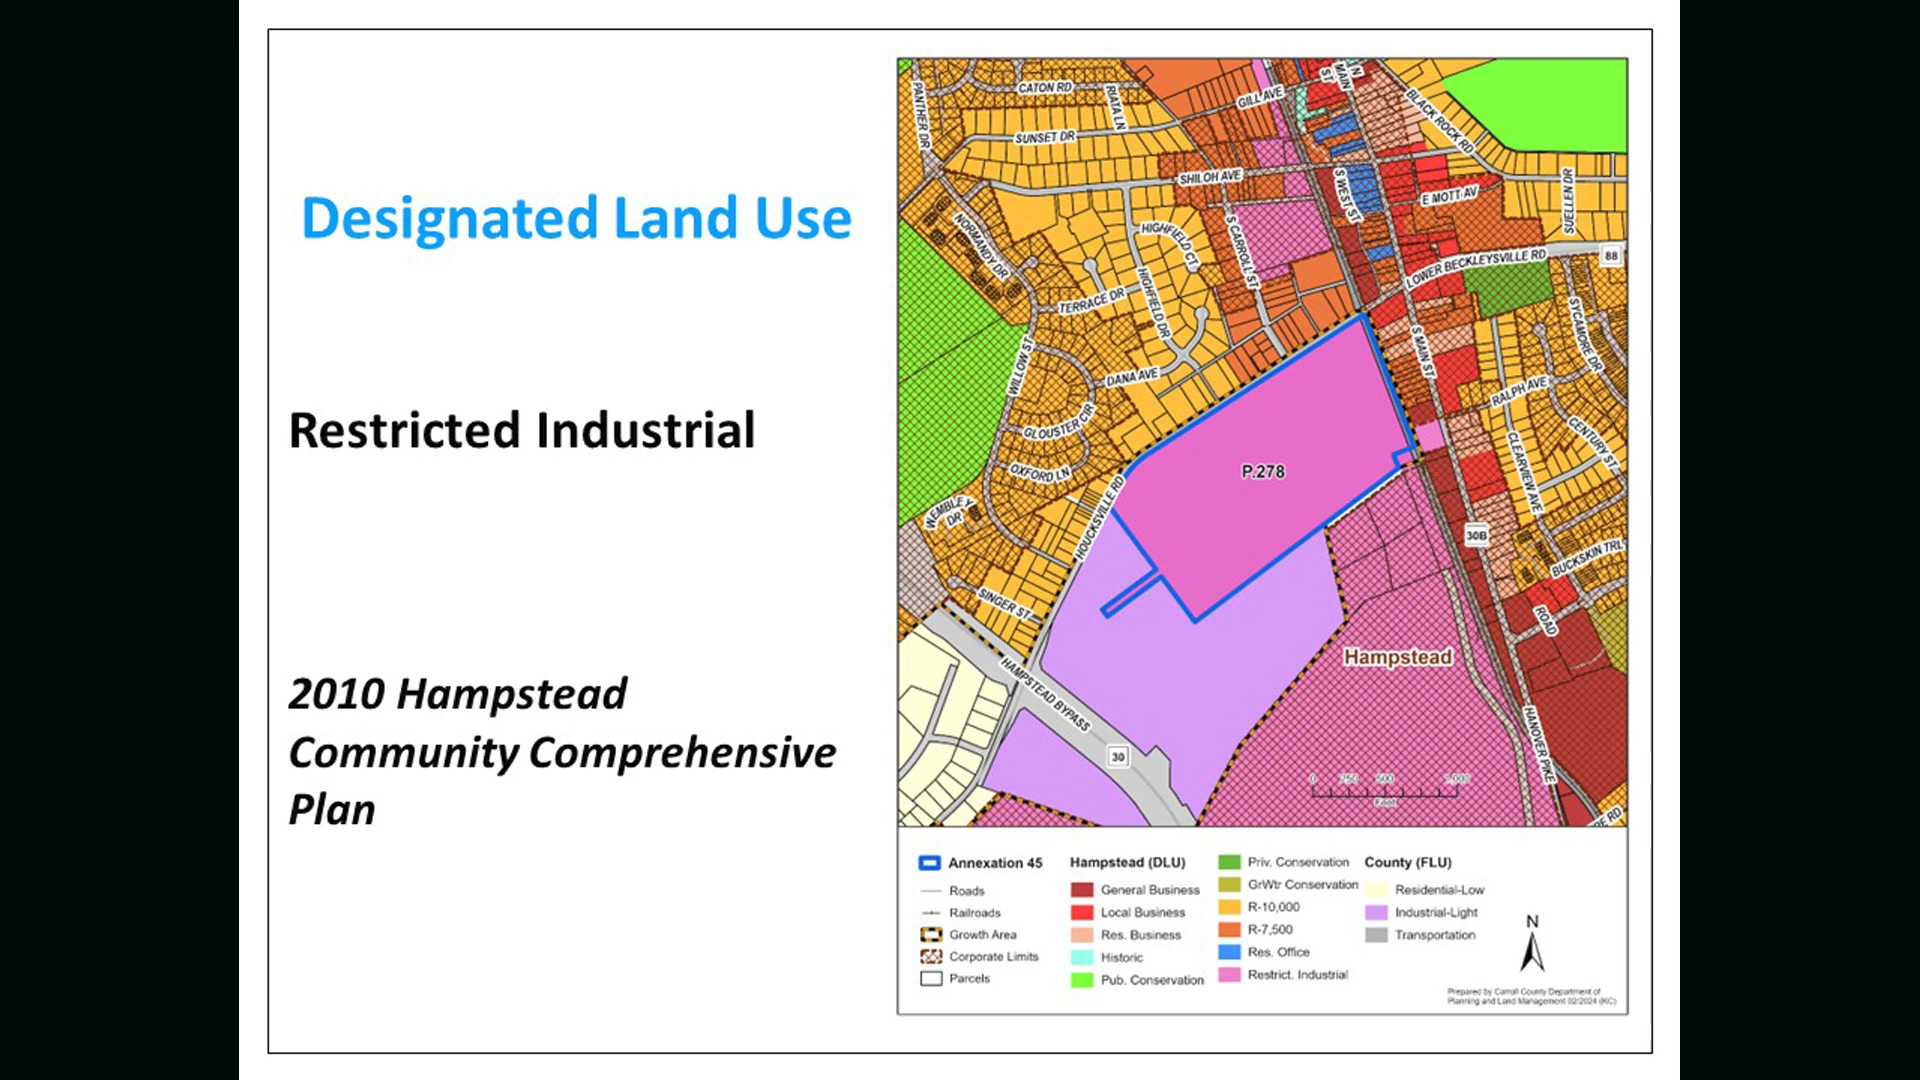 Designated Land Use
Restricted Industrial
2010 Hampstead
Community Comprehensive
Plan
CATON RD
PANTHER DR
RIATA LN
SUNSET DR
GILL AVE
N MAIN ST
BLACK ROCK RD
SHILOH AVE
S WEST ST
E MOTT AV
SUELLEN DR
NORMANDY DR
HIGHFIELD CT
S CARROLL ST
LOWER BECKLEYSVILLE RD
88
TERRACE DR
HIGHFIELD DR
SYCAMORE DR
WILLOW ST
DANA AVE
S MAIN ST
RALPH AVE
GLOUSTER CIR
CENTURY ST
OXFORD LN
P.278
CLEARVIEW AVE
WEMBLEY DR
HOUCKSVILLE RD
30B
BUCKSKIN TRL
SINGER ST
ROAD
Hampstead
HAMPSTEAD BYPASS
30
HANOVER PIKE
0 250 500 1,000
Feet
RE RD
Annexation 45
Roads
Railroads
Growth Area
Corporate Limits
Parcels
Hampstead (DLU)
General Business
Local Business
Res. Business
Historic
Pub. Conservation
Priv. Conservation
GrWtr Conservation
R-10,000
R-7,500
Res. Office
Restrict. Industrial
County (FLU)
Residential-Low
Industrial-Light
Transportation
N
Prepared by Carroll County Department of
Planning and Land Management 02/2024 (KC)